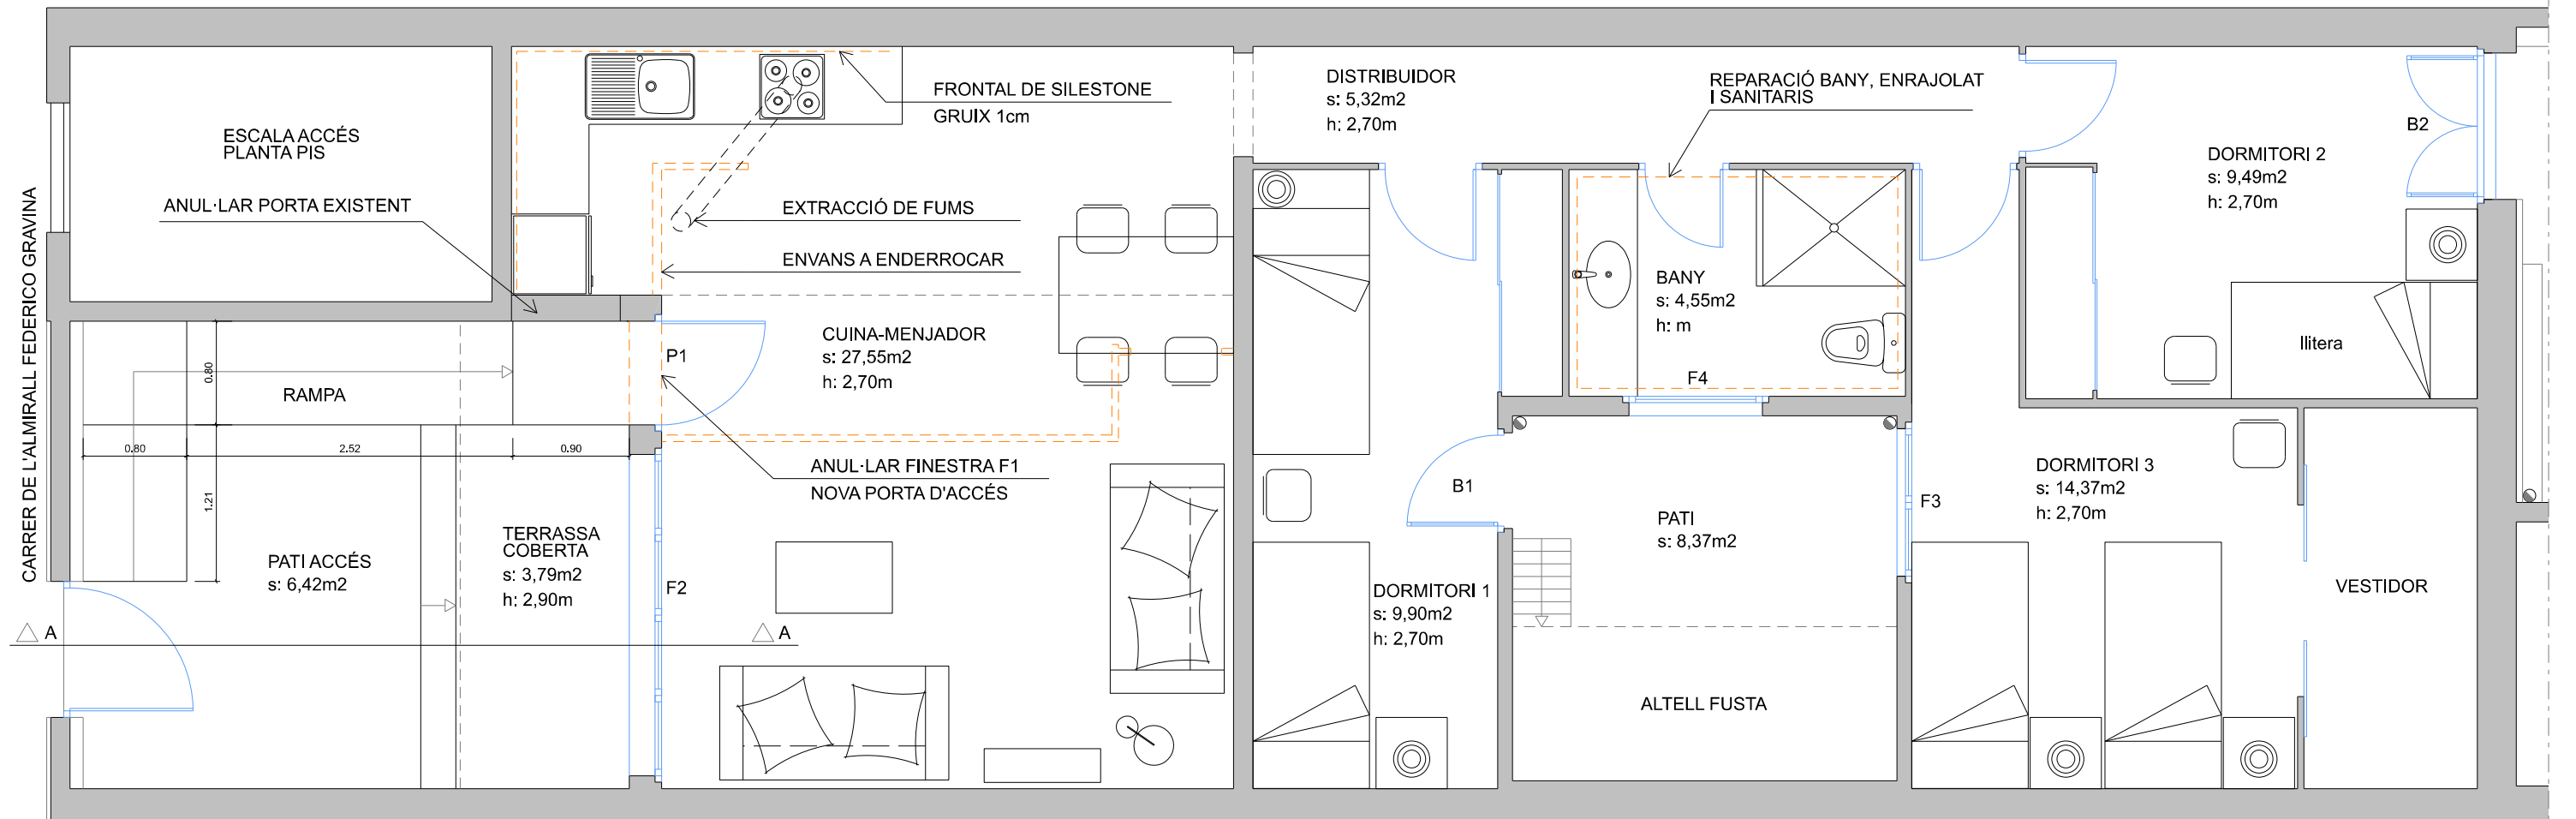 CARRER DE L'ALMIRALL FEDERICO GRAVINA
ESCALA ACCÉS
PLANTA PIS
ANUL·LAR PORTA EXISTENT
FRONTAL DE SILESTONE
GRUIX 1cm
EXTRACCIÓ DE FUMS
ENVANS A ENDERROCAR
CUINA-MENJADOR
s: 27,55m2
h: 2,70m
P1
RAMPA
0.80
0.80
2.52
0.90
1.21
ANUL·LAR FINESTRA F1
NOVA PORTA D'ACCÉS
PATI ACCÉS
s: 6,42m2
TERRASSA
COBERTA
s: 3,79m2
h: 2,90m
F2
A
A
DISTRIBUIDOR
s: 5,32m2
h: 2,70m
REPARACIÓ BANY, ENRAJOLAT
I SANITARIS
BANY
s: 4,55m2
h: m
F4
B1
DORMITORI 1
s: 9,90m2
h: 2,70m
PATI
s: 8,37m2
ALTELL FUSTA
F3
DORMITORI 2
s: 9,49m2
h: 2,70m
B2
llitera
DORMITORI 3
s: 14,37m2
h: 2,70m
VESTIDOR